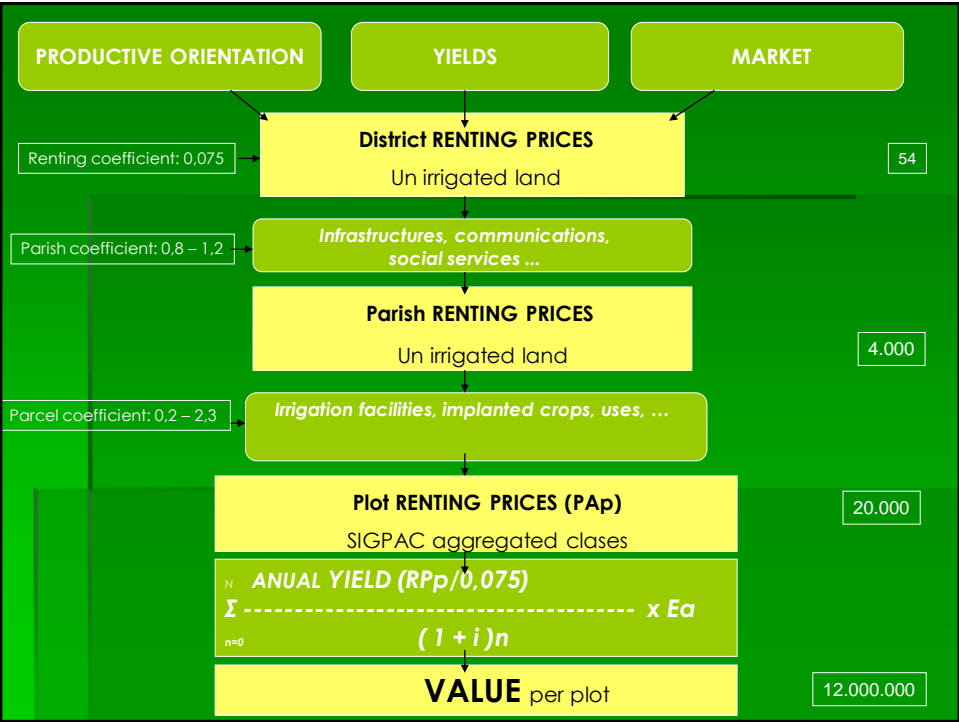 PRODUCTIVE ORIENTATION
YIELDS
MARKET
District RENTING PRICES
Un irrigated land
Renting coefficient: 0,075
54
Infrastructures, communications,
social services ...
Parish coefficient: 0,8 – 1,2
Parish RENTING PRICES
Un irrigated land
4.000
Irrigation facilities, implanted crops, uses, …
Parcel coefficient: 0,2 – 2,3
Plot RENTING PRICES (PAp)
SIGPAC aggregated clases
20.000
N ANUAL YIELD (RPp/0,075)
Σ -------------------------------------- x Ea
n=0 ( 1 + i )n
VALUE per plot
12.000.000